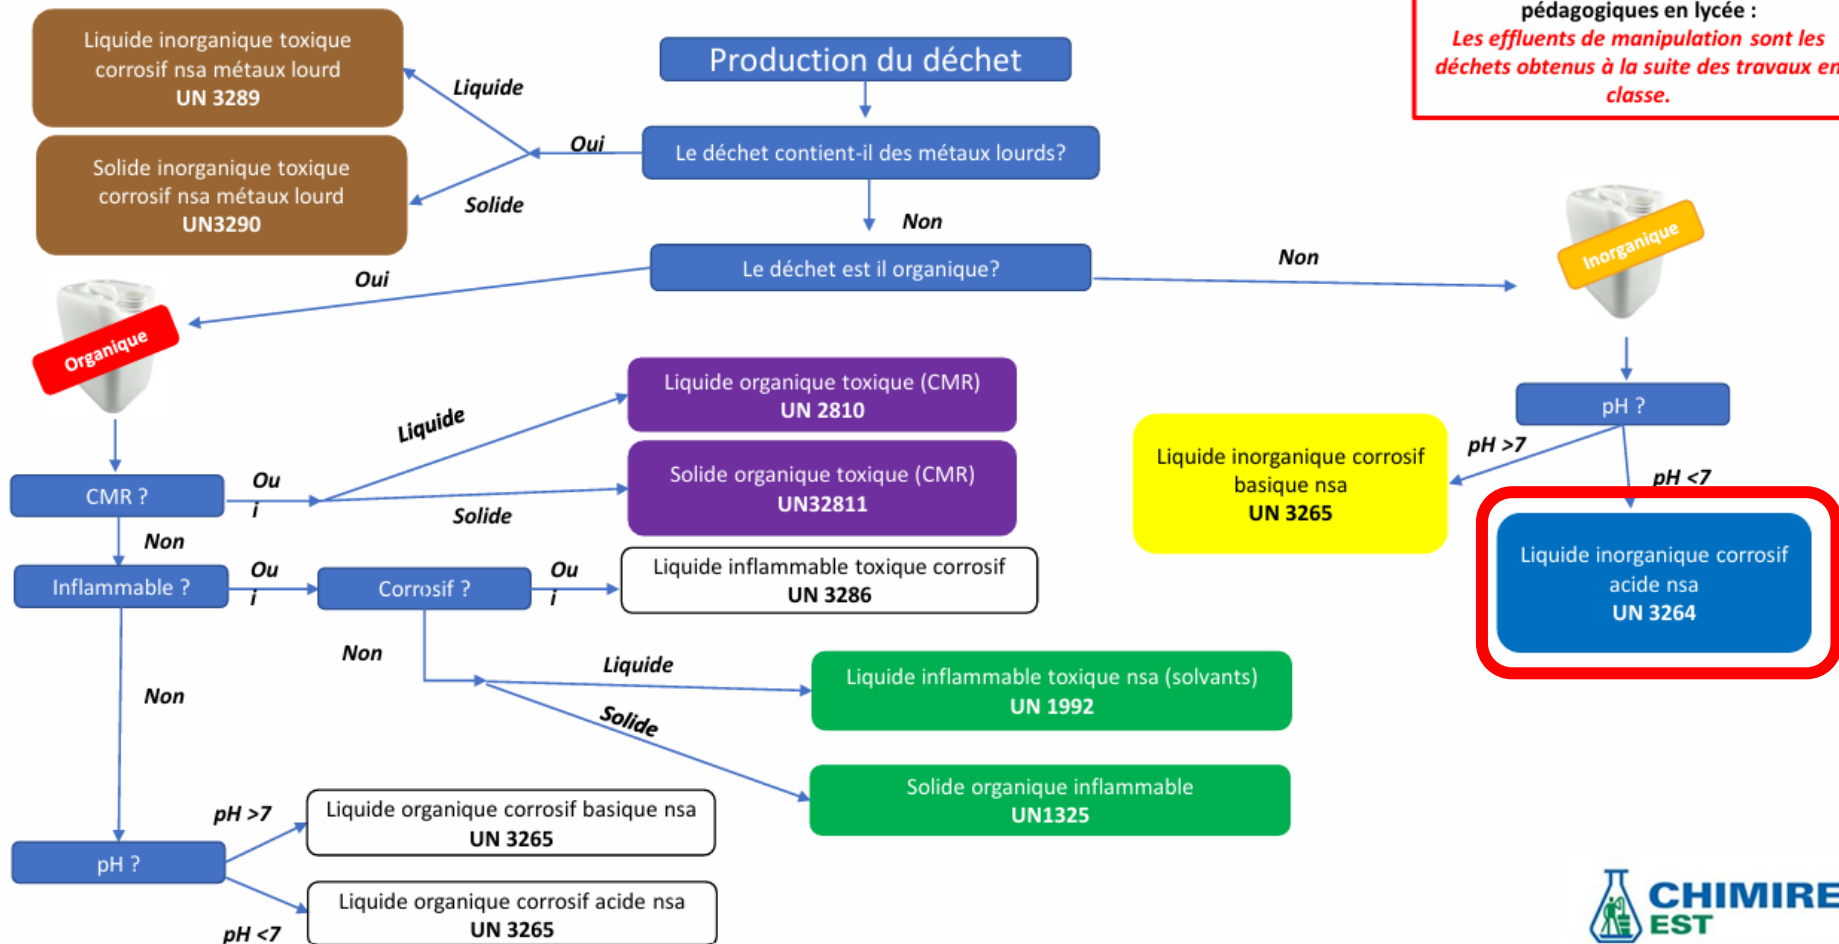 pédagogiques en lycée :
Les effluents de manipulation sont les
déchets obtenus à la suite des travaux en
classe.
Production du déchet
Liquide inorganique toxique
corrosif nsa métaux lourd
UN 3289
Liquide
Oui
Le déchet contient-il des métaux lourds?
Solide inorganique toxique
corrosif nsa métaux lourd
UN3290
Solide
Non
Le déchet est il organique?
Oui
Non
Organique
Inorganique
Liquide organique toxique (CMR)
UN 2810
Liquide
Solide organique toxique (CMR)
UN32811
Solide
CMR ?
Ou
i
Non
pH ?
pH >7
pH <7
Liquide inorganique corrosif
basique nsa
UN 3265
Liquide inorganique corrosif
acide nsa
UN 3264
Inflammable ?
Ou
i
Corrosif ?
Ou
i
Liquide inflammable toxique corrosif
UN 3286
Non
Non
Liquide
Liquide inflammable toxique nsa (solvants)
UN 1992
Solide
Solide organique inflammable
UN1325
pH ?
pH >7
Liquide organique corrosif basique nsa
UN 3265
pH <7
Liquide organique corrosif acide nsa
UN 3265
CHIMIRE
EST